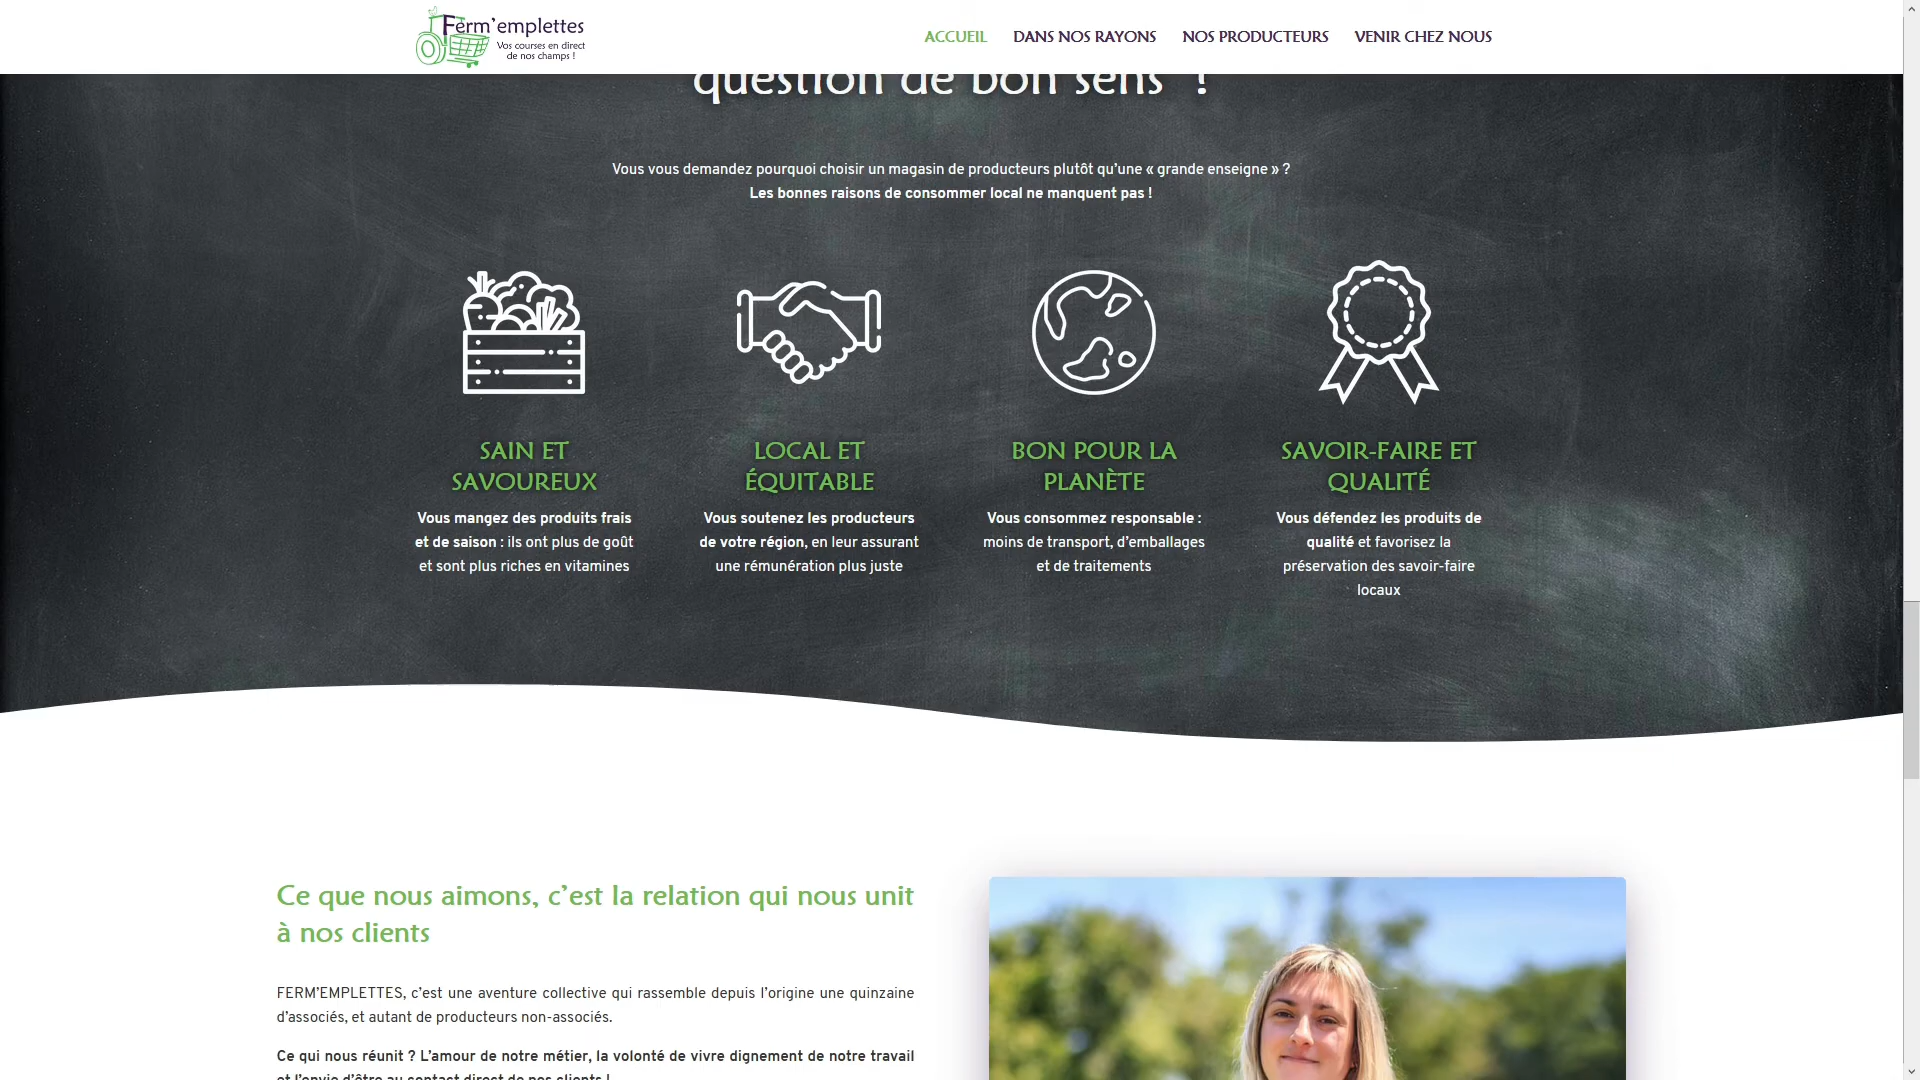 Ferm'emplettes
Vos courses en direct
de nos champs !
ACCUEIL
DANS NOS RAYONS
NOS PRODUCTEURS
VENIR CHEZ NOUS
question de bon sens" !
Vous vous demandez pourquoi choisir un magasin de producteurs plutôt qu’une « grande enseigne » ?
Les bonnes raisons de consommer local ne manquent pas !
SAIN ET
SAVOUREUX
Vous mangez des produits frais
et de saison : ils ont plus de goût
et sont plus riches en vitamines
LOCAL ET
ÉQUITABLE
Vous soutenez les producteurs
de votre région, en leur assurant
une rémunération plus juste
BON POUR LA
PLANÈTE
Vous consommez responsable :
moins de transport, d’emballages
et de traitements
SAVOIR-FAIRE ET
QUALITÉ
Vous défendez les produits de
qualité et favorisez la
préservation des savoir-faire
locaux
Ce que nous aimons, c’est la relation qui nous unit
à nos clients
FERM’EMPLETTES, c’est une aventure collective qui rassemble depuis l’origine une quinzaine
d’associés, et autant de producteurs non-associés.
Ce qui nous réunit ? L’amour de notre métier, la volonté de vivre dignement de notre travail
et l’envie d’être au contact direct de nos clients !